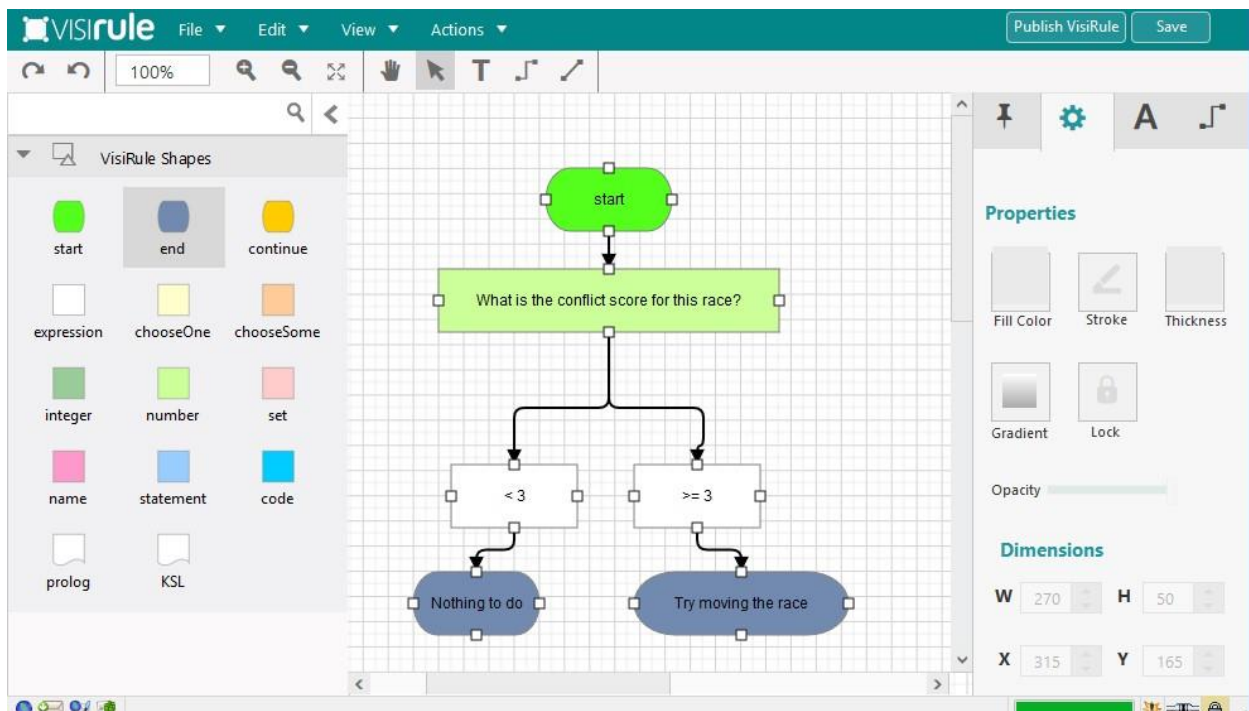 VISIrule File Edit View Actions Publish VisiRule Save
100% T
VisiRule Shapes
start end continue
expression chooseOne chooseSome
integer number set
name statement code
prolog KSL
start
What is the conflict score for this race?
< 3 >= 3
Nothing to do Try moving the race
A
Properties
Fill Color Stroke Thickness
Gradient Lock
Opacity
Dimensions
W 270 H 50
X 315 Y 165